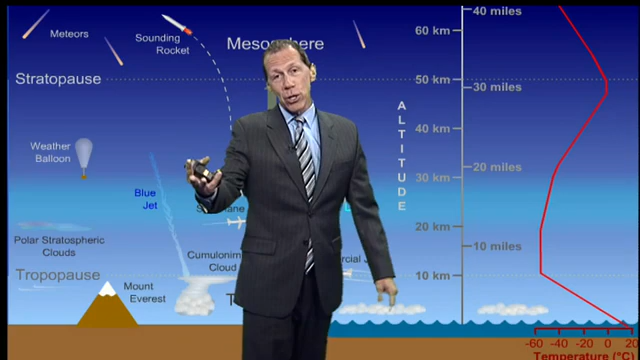 Meteors
Sounding
Rocket
Mesosphere
40 miles
60 km
Stratopause
50 km
30 miles
ALTITUDE
40 km
Weather
Balloon
30 km
20 miles
Blue
Jet
20 km
Polar Stratospheric
Clouds
16 miles
Cumulonim
Cloud
cial J
Tropopause
10 km
Mount
Everest
T
-60 -40 -20 0 20
Temperature (°C)